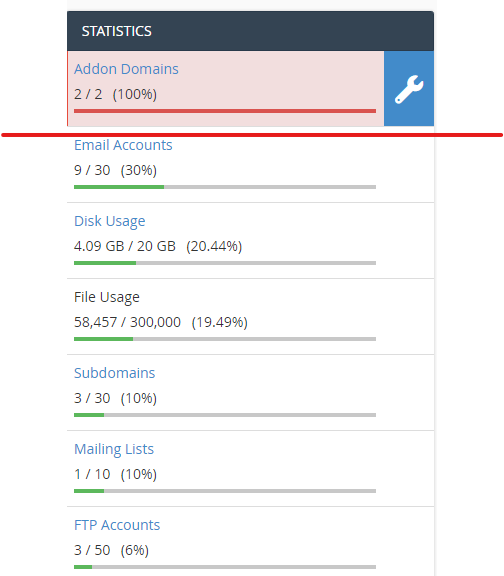 STATISTICS
Addon Domains
2 / 2 (100%)
Email Accounts
9 / 30 (30%)
Disk Usage
4.09 GB / 20 GB (20.44%)
File Usage
58,457 / 300,000 (19.49%)
Subdomains
3 / 30 (10%)
Mailing Lists
1 / 10 (10%)
FTP Accounts
3 / 50 (6%)